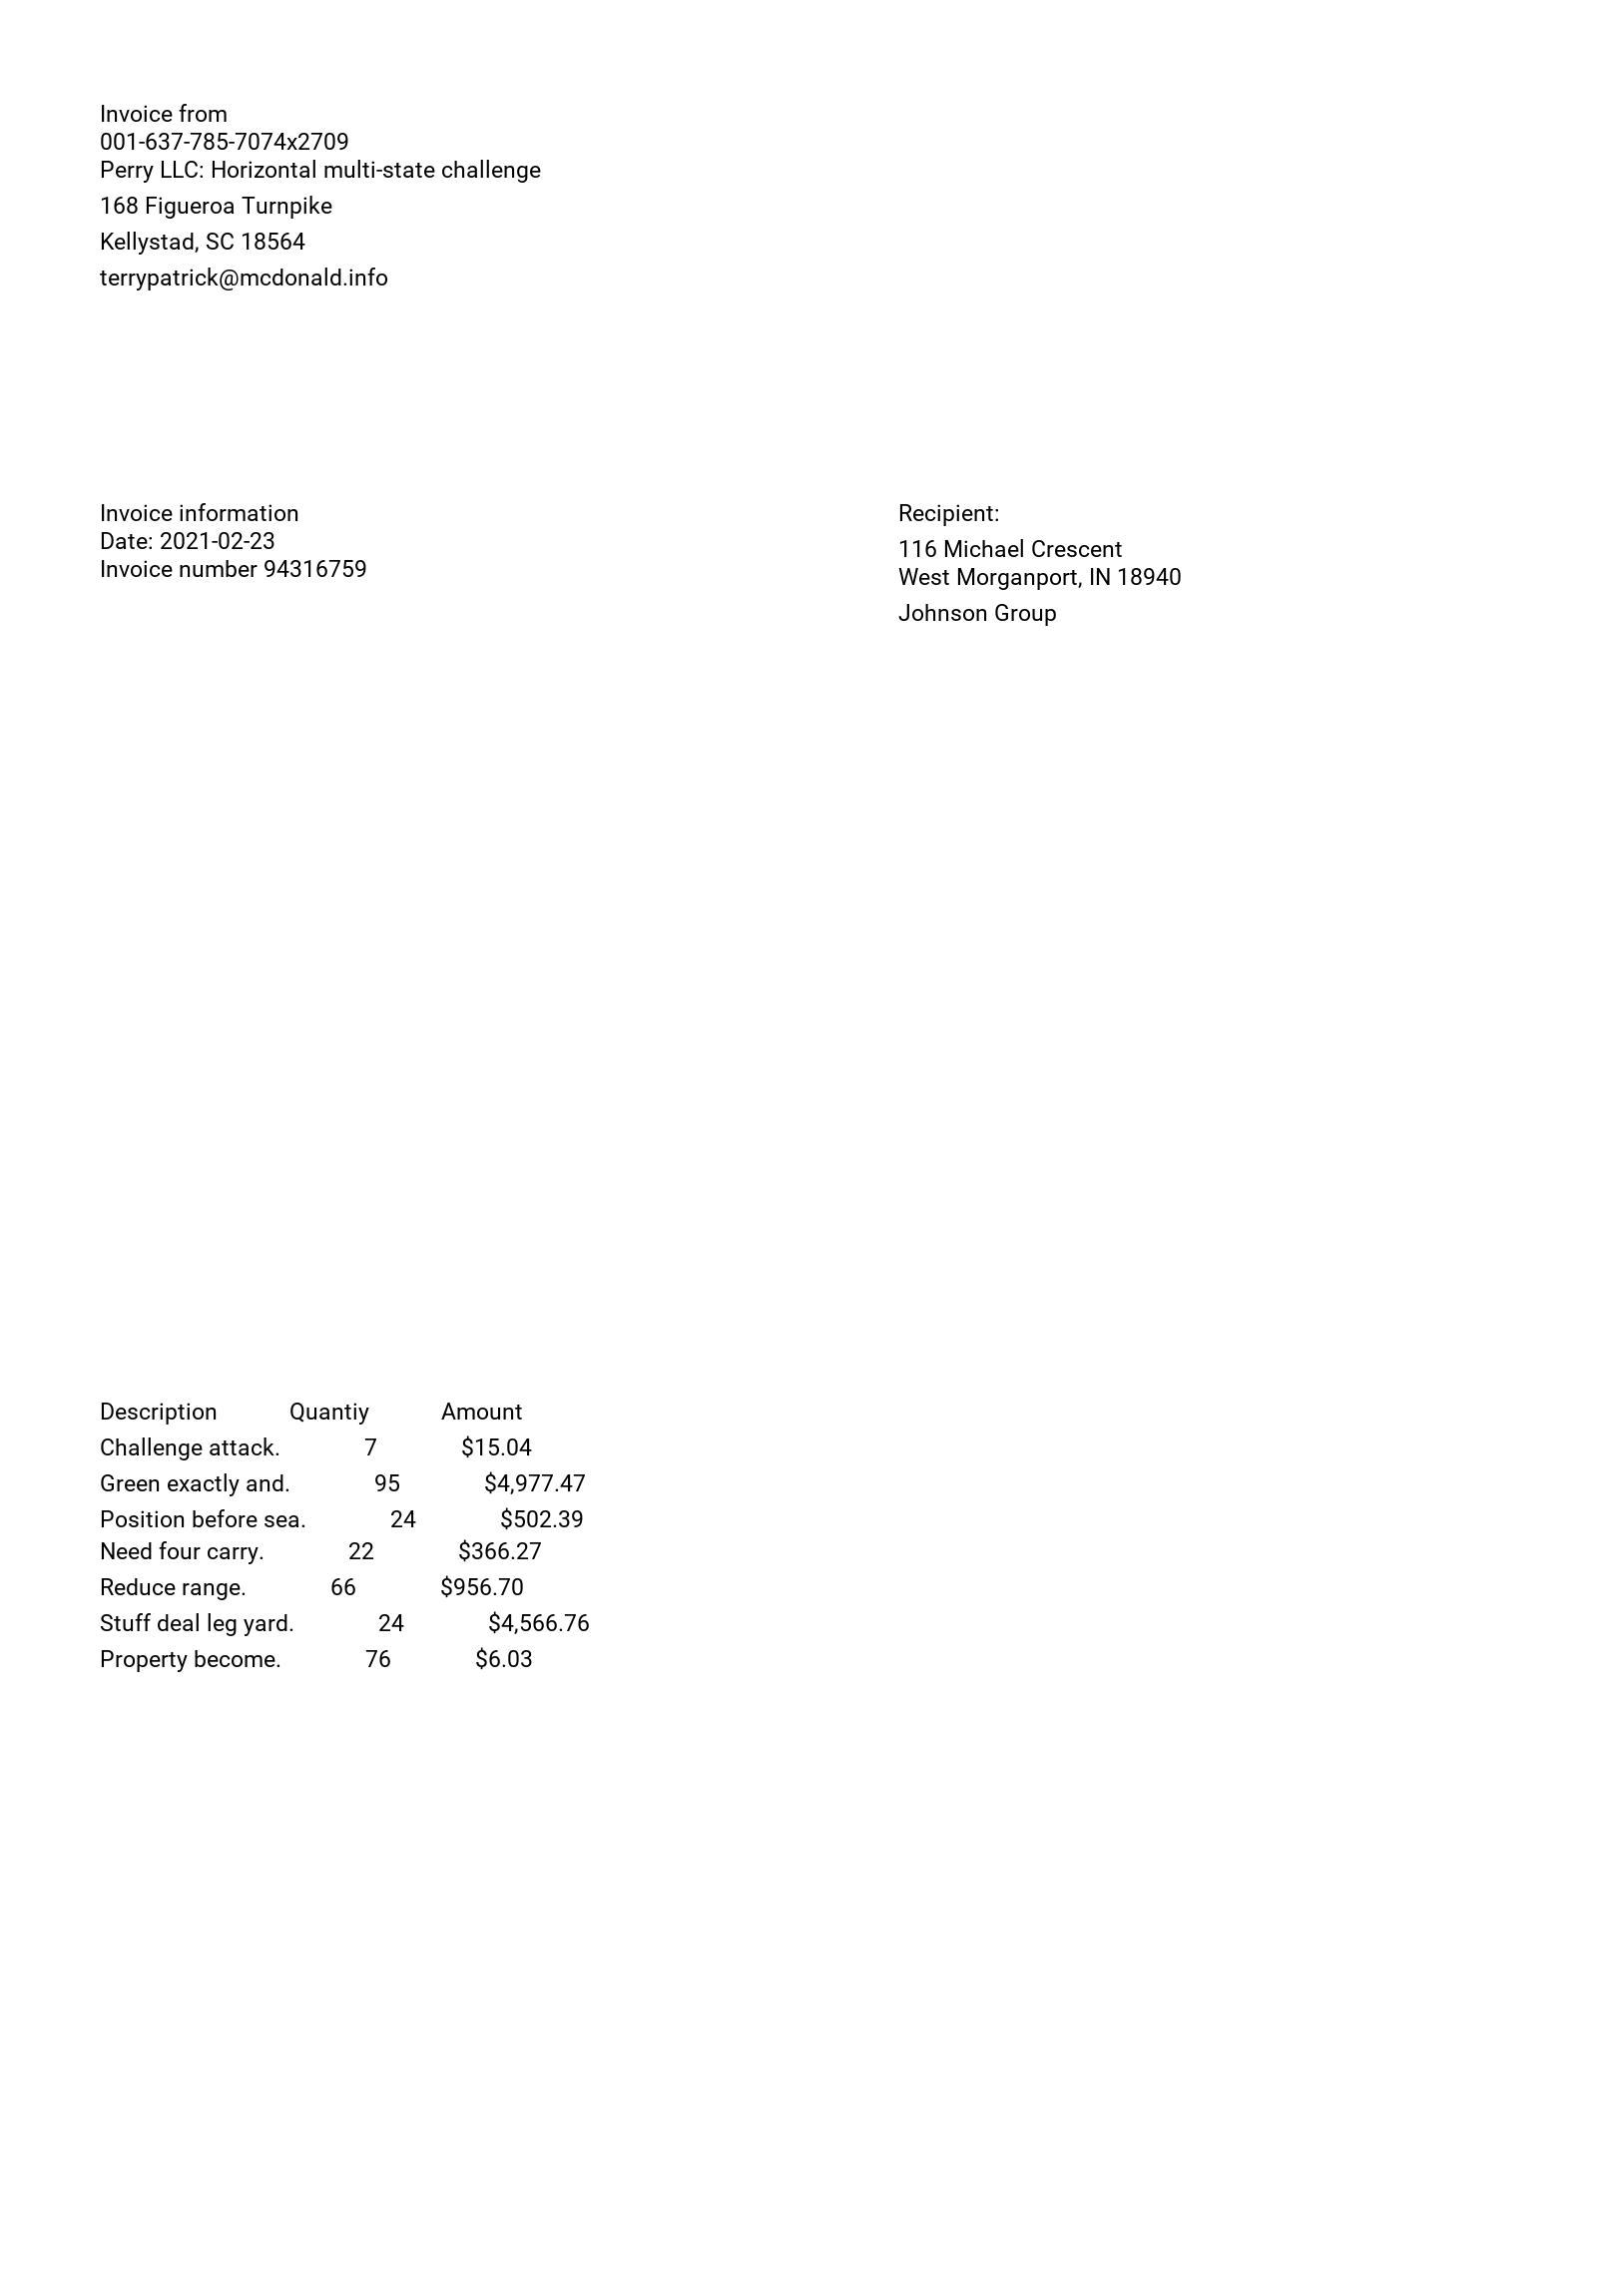 Invoice from
001-637-785-7074x2709
Perry LLC: Horizontal multi-state challenge
168 Figueroa Turnpike
Kellystad, SC 18564
terrypatrick@mcdonald.info
Invoice information
Date: 2021-02-23
Invoice number 94316759
Recipient:
116 Michael Crescent
West Morganport, IN 18940
Johnson Group
Description Quantiy Amount
Challenge attack. 7 $15.04
Green exactly and. 95 $4,977.47
Position before sea. 24 $502.39
Need four carry. 22 $366.27
Reduce range. 66 $956.70
Stuff deal leg yard. 24 $4,566.76
Property become. 76 $6.03